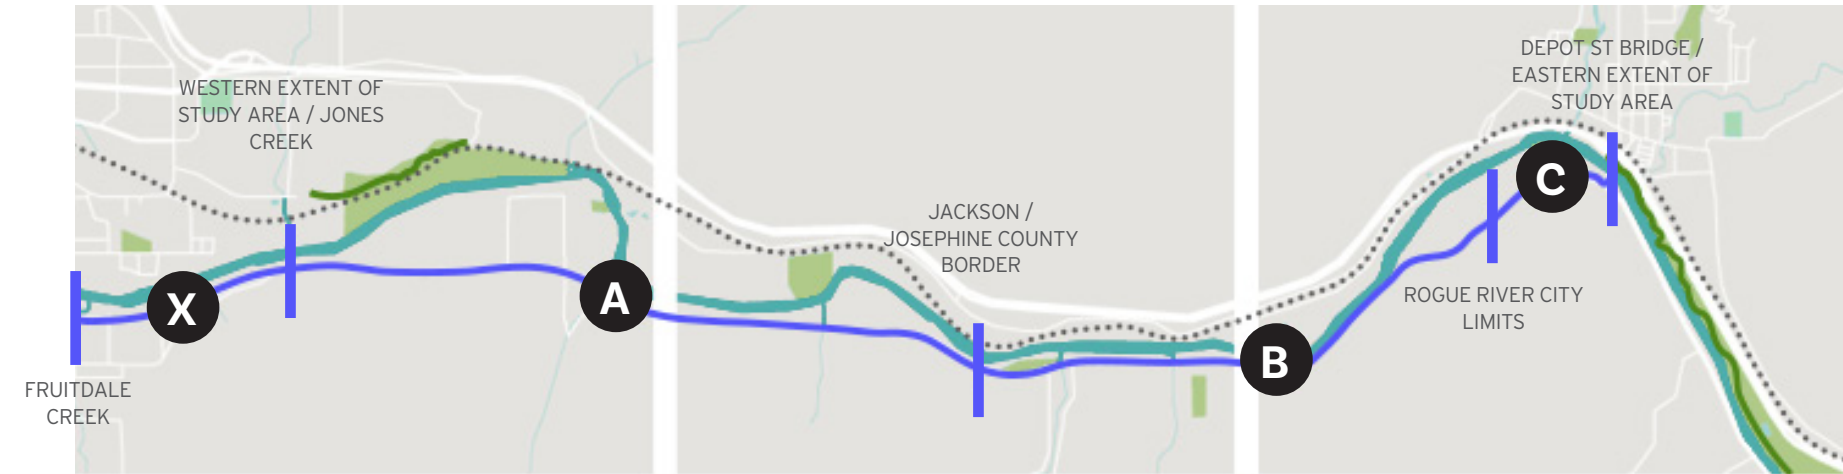 WESTERN EXTENT OF
STUDY AREA / JONES
CREEK
X
FRUITDALE
CREEK
A
JACKSON /
JOSEPHINE COUNTY
BORDER
B
DEPOT ST BRIDGE /
EASTERN EXTENT OF
STUDY AREA
C
ROGUE RIVER CITY
LIMITS